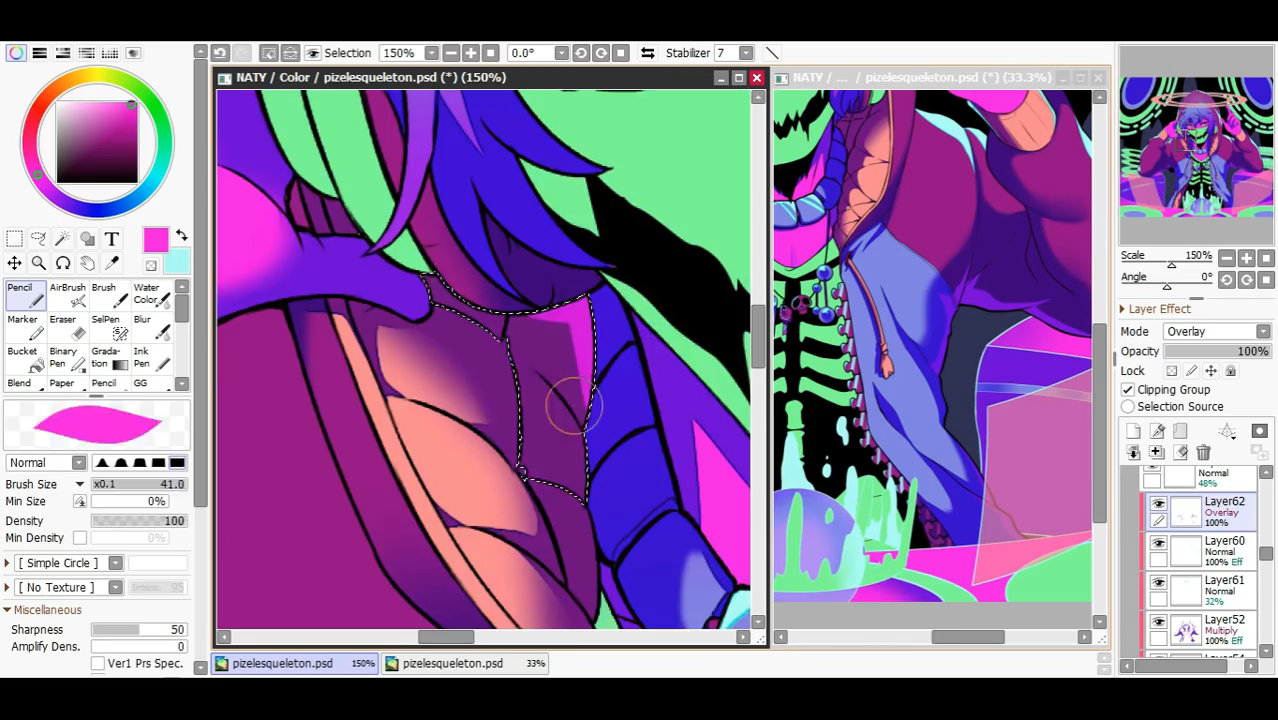 Selection 150% 0.0° Stabilizer 7
NATY / Color / pizelesqueleton.psd (*) (150%)
NATY / ... / pizelesqueleton.psd (*) (33.3%)
T
Pencil AirBrush Brush Water Color
Marker Eraser SelPen Blur
Bucket Binary Pen Grada-tion Ink Pen
Blend Paper Pencil GG
Normal
Brush Size x0.1 41.0
Min Size 0%
Density 100
Min Density
[ Simple Circle ]
[ No Texture ] 95
Miscellaneous
Sharpness 50
Amplify Dens. 0
Ver1 Prs Spec.
pizelesqueleton.psd 150%
pizelesqueleton.psd 33%
Scale 150%
Angle 0°
Layer Effect
Mode Overlay
Opacity 100%
Lock
Clipping Group
Selection Source
Normal
48%
Layer62
Overlay
100%
Layer60
Normal
100% Eff
Layer61
Normal
32%
Layer52
Multiply
100% Eff